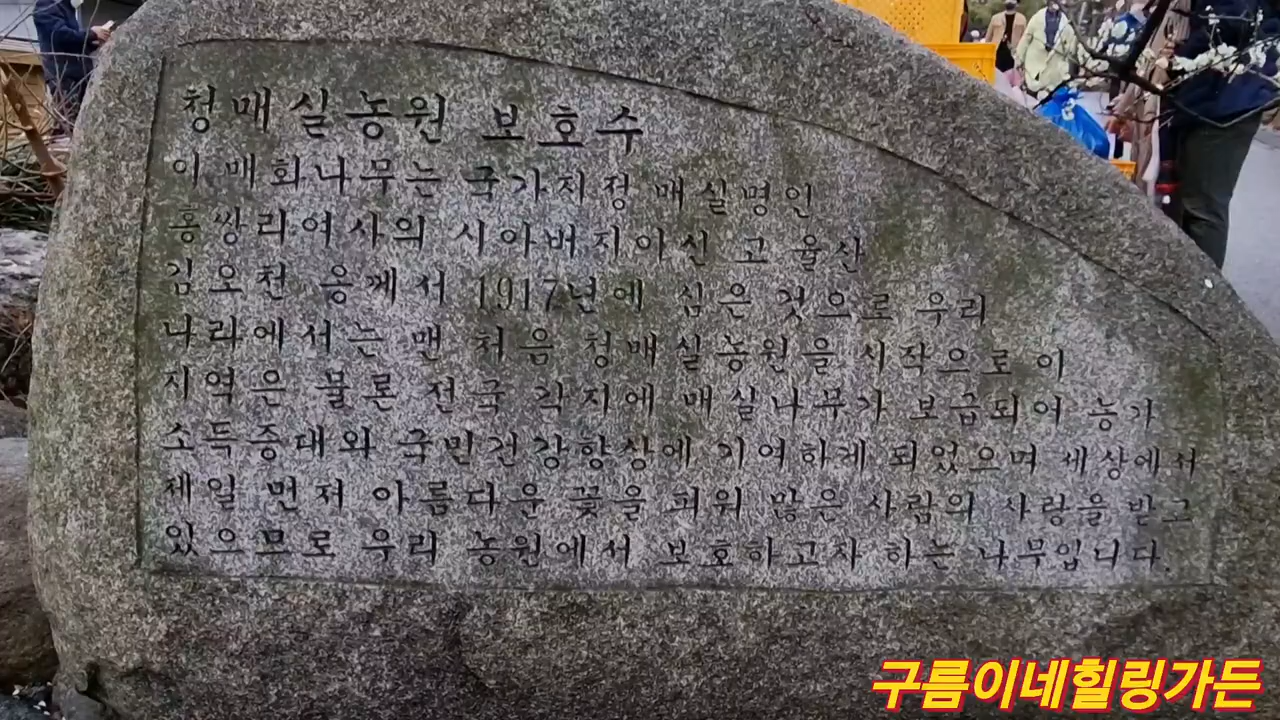 청매실농원 보호수
이 매화나무는 국가지정 매실명인
홍쌍리여사의 시아버지이신 고 율산
김오천 옹께서 1917년에 심은 것으로 우리
나라에서는 맨 처음 청매실농원을 시작으로 이
지역은 물론 전국 각지에 매실나무가 보급되어 농가
소득증대와 국민건강향상에 기여하게 되었으며 세상에서
제일 먼저 아름다운 꽃을 피워 많은 사람의 사랑을 받고
있으므로 우리 농원에서 보호하고자 하는 나무입니다.
구름이네힐링가든